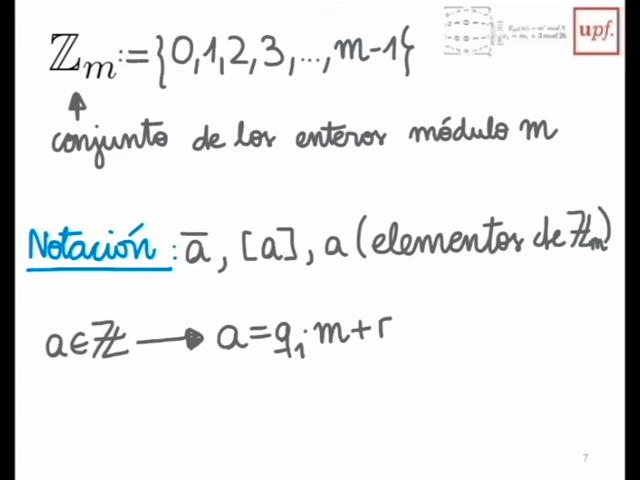 ℤₘ := {0,1,2,3,...,m-1}
upf.
conjunto de los enteros módulo m
Notación: a̅, [a], a (elementos de ℤₘ)
a∈ℤ → a=q₁·m+r
7